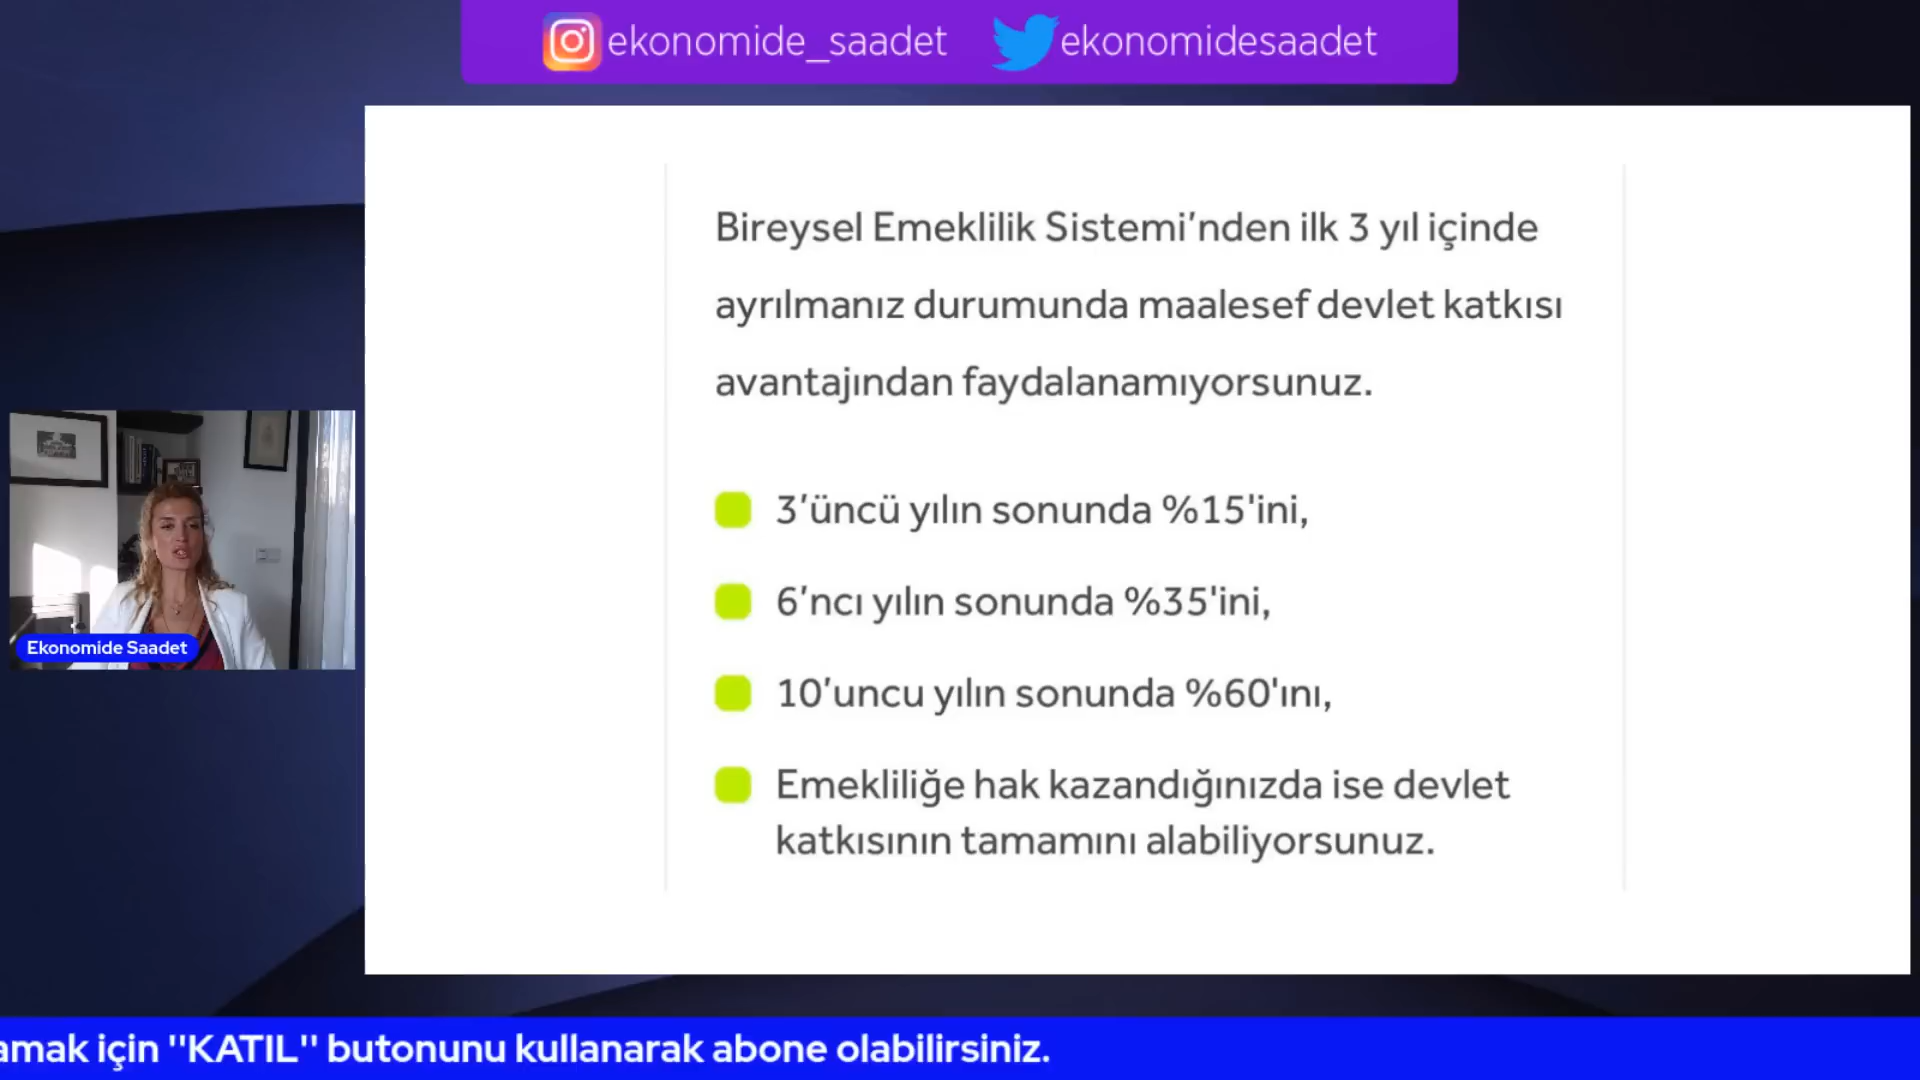 ekonomide_saadet ekonomidesaadet
Bireysel Emeklilik Sistemi’nden ilk 3 yıl içinde
ayrılmanız durumunda maalesef devlet katkısı
avantajından faydalanamıyorsunuz.
3’üncü yılın sonunda %15'ini,
6’ncı yılın sonunda %35'ini,
10’uncu yılın sonunda %60'ını,
Emekliliğe hak kazandığınızda ise devlet
katkısının tamamını alabiliyorsunuz.
Ekonomide Saadet
amak için "KATIL" butonunu kullanarak abone olabilirsiniz.